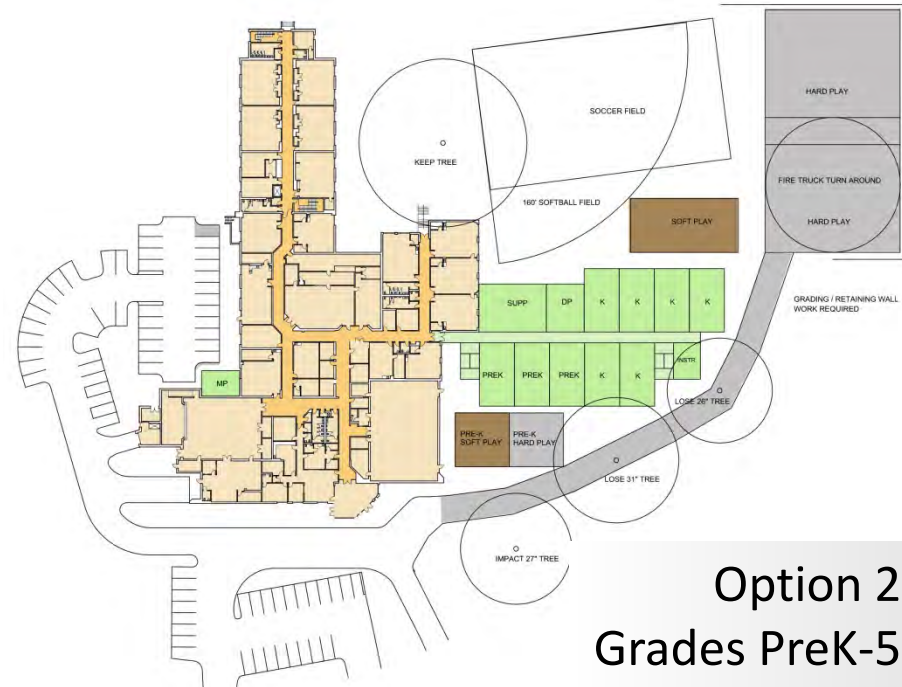 HARD PLAY
SOCCER FIELD
KEEP TREE
FIRE TRUCK TURN AROUND
160' SOFTBALL FIELD
SOFT PLAY
HARD PLAY
SUPP
DP
K
K
K
K
GRADING / RETAINING WALL
WORK REQUIRED
MP
PREK
PREK
PREK
K
K
INSTR
LOSE 26" TREE
PRE-K
SOFT PLAY
PRE-K
HARD PLAY
LOSE 31" TREE
IMPACT 27" TREE
Option 2
Grades PreK-5